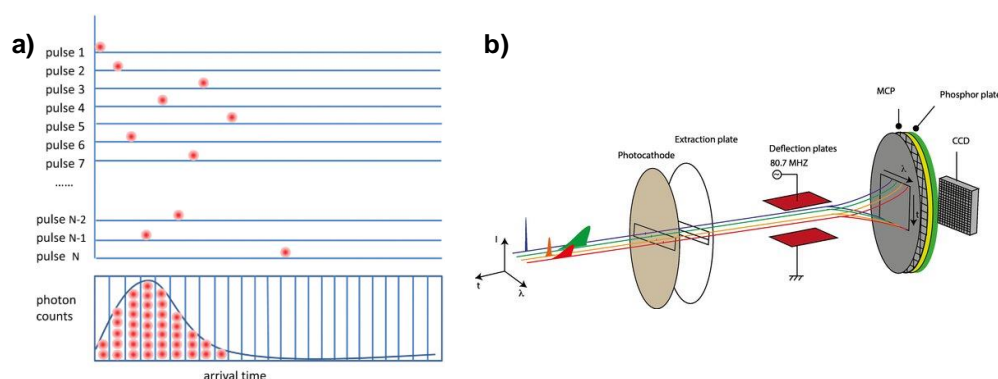 a)
pulse 1
pulse 2
pulse 3
pulse 4
pulse 5
pulse 6
pulse 7
......
pulse N-2
pulse N-1
pulse N
photon
counts
arrival time
b)
MCP
Phosphor plate
Extraction plate
Photocathode
Deflection plates
80.7 MHZ
CCD
λ
t
I
t
λ